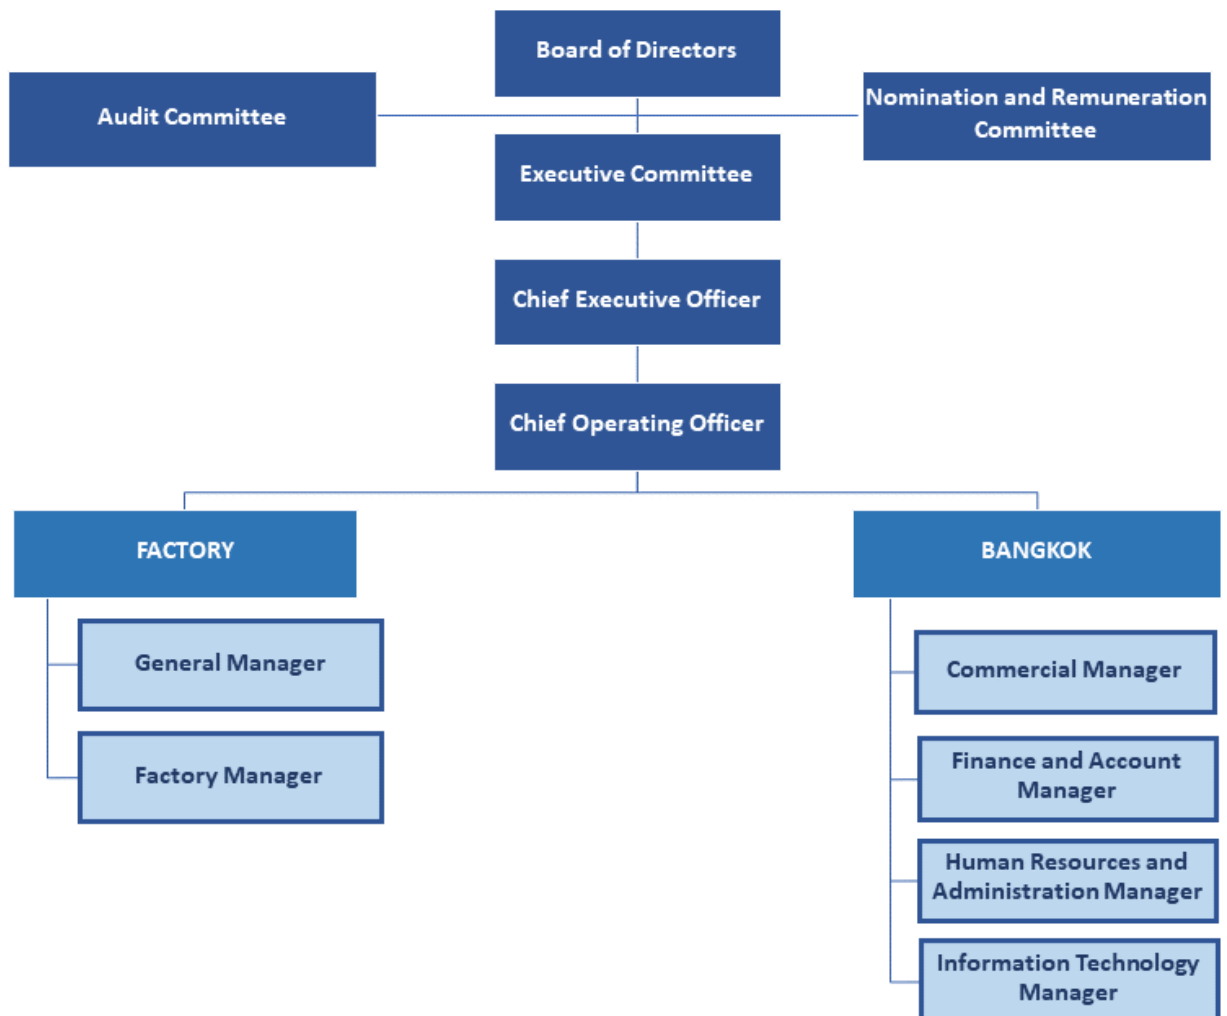 Board of Directors
Audit Committee
Nomination and Remuneration
Committee
Executive Committee
Chief Executive Officer
Chief Operating Officer
FACTORY
General Manager
Factory Manager
BANGKOK
Commercial Manager
Finance and Account
Manager
Human Resources and
Administration Manager
Information Technology
Manager